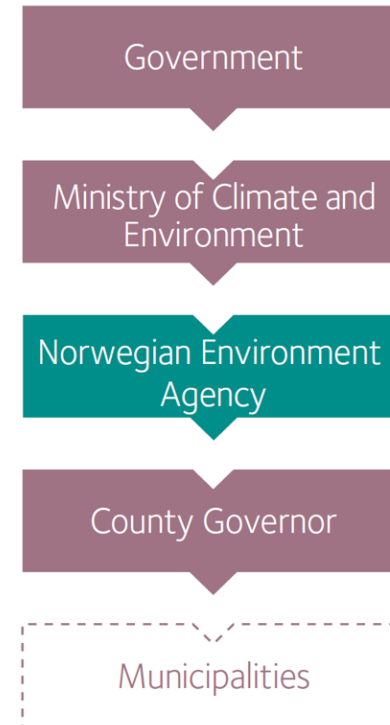 Government
Ministry of Climate and
Environment
Norwegian Environment
Agency
County Governor
Municipalities